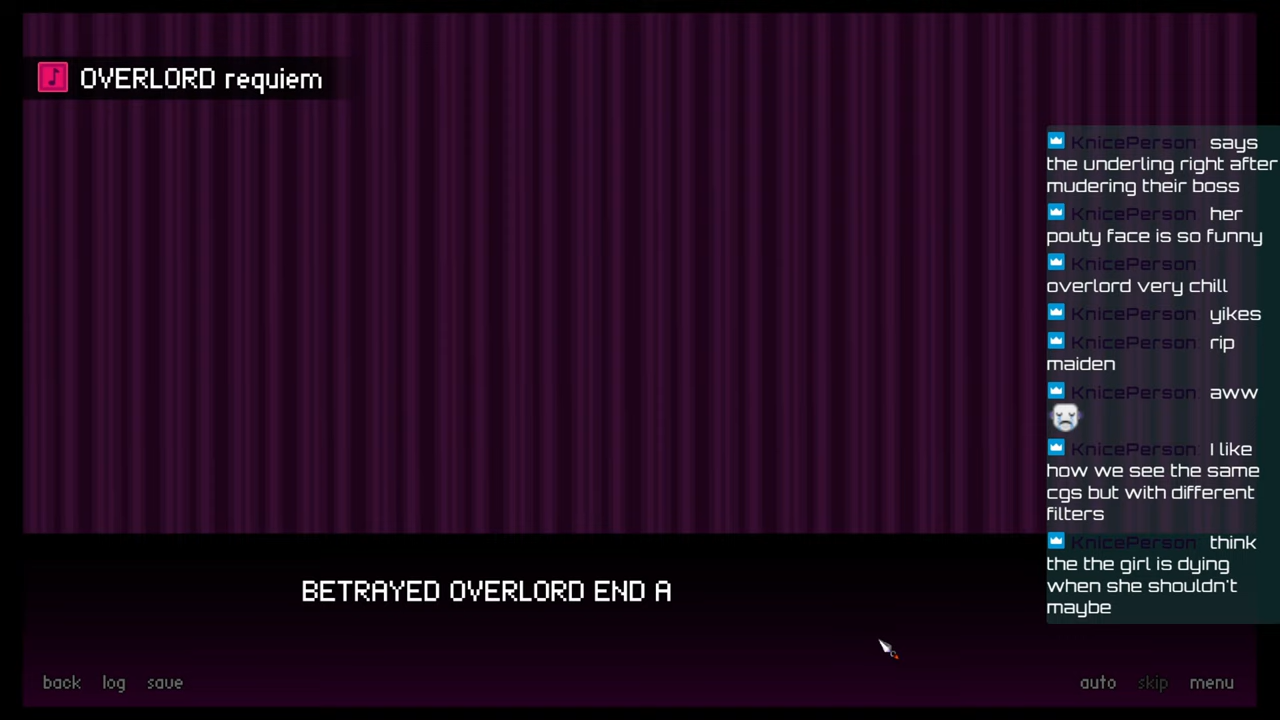 OVERLORD requiem
KnicePerson: says
the underling right after
mudering their boss
KnicePerson: her
pouty face is so funny
KnicePerson:
overlord very chill
KnicePerson: yikes
KnicePerson: rip
maiden
KnicePerson: aww
KnicePerson: I like
how we see the same
cgs but with different
filters
KnicePerson: think
the the girl is dying
when she shouldn't
maybe
BETRAYED OVERLORD END A
back log save
auto skip menu